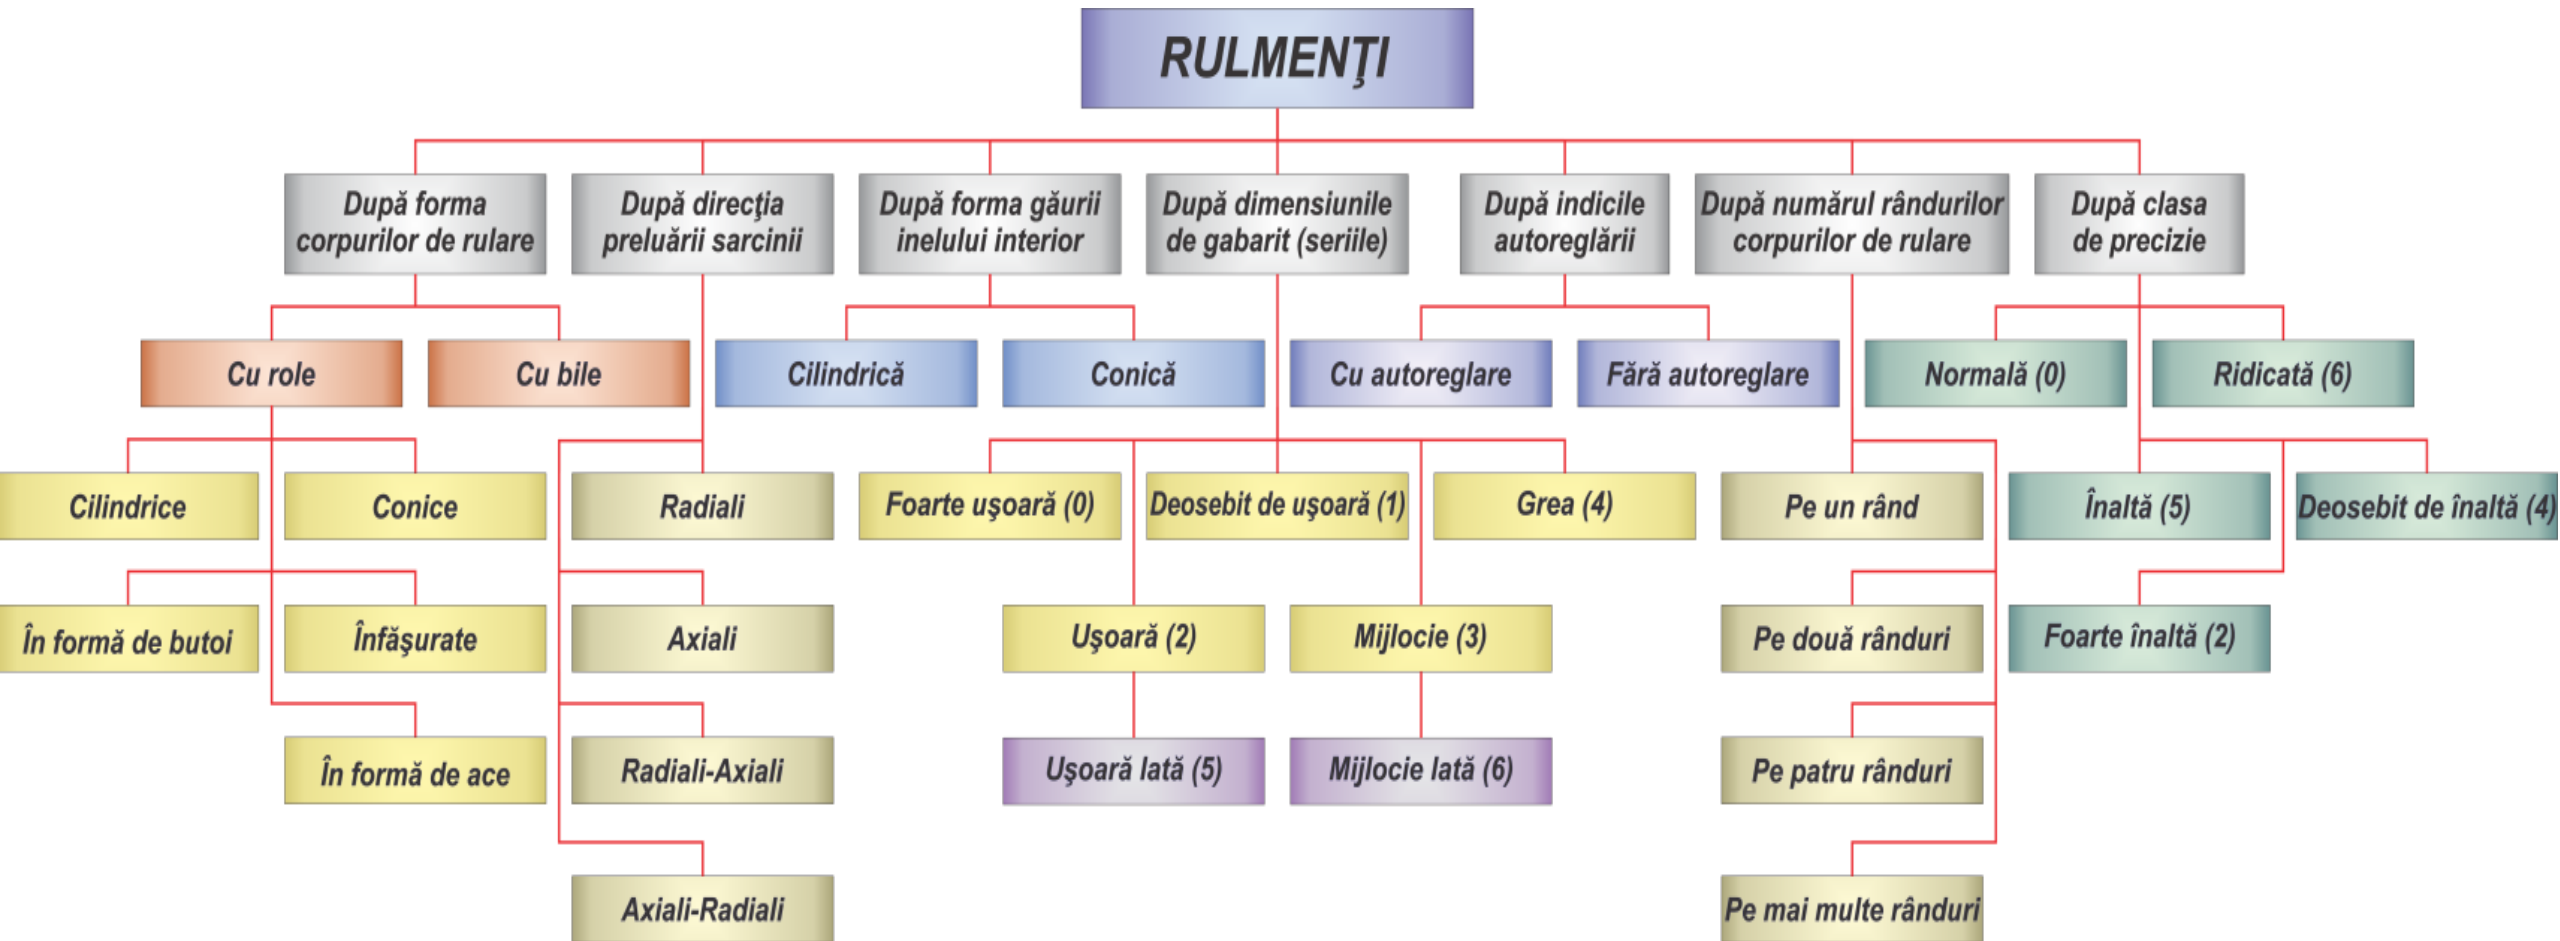 RULMENŢI
După forma
corpurilor de rulare
După direcţia
preluării sarcinii
După forma găurii
inelului interior
După dimensiunile
de gabarit (seriile)
După indicile
autoreglării
După numărul rândurilor
corpurilor de rulare
După clasa
de precizie
Cu role
Cu bile
Cilindrică
Conică
Cu autoreglare
Fără autoreglare
Normală (0)
Ridicată (6)
Cilindrice
Conice
Radiali
Foarte uşoară (0)
Deosebit de uşoară (1)
Grea (4)
Pe un rând
Înaltă (5)
Deosebit de înaltă (4)
În formă de butoi
Înfăşurate
Axiali
Uşoară (2)
Mijlocie (3)
Pe două rânduri
Foarte înaltă (2)
În formă de ace
Radiali-Axiali
Uşoară lată (5)
Mijlocie lată (6)
Pe patru rânduri
Axiali-Radiali
Pe mai multe rânduri